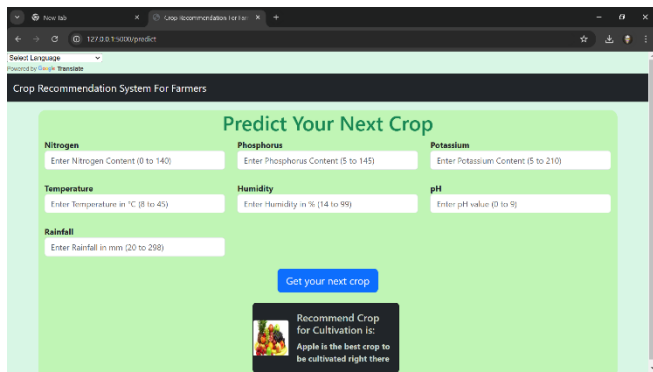 New Tab
Crop Recommendation For Far
127.0.0.1:5000/predict
Select Language
Powered by Google Translate
Crop Recommendation System For Farmers
Predict Your Next Crop
Nitrogen Phosphorus Potassium
Enter Nitrogen Content (0 to 140) Enter Phosphorus Content (5 to 145) Enter Potassium Content (5 to 210)
Temperature Humidity pH
Enter Temperature in °C (8 to 45) Enter Humidity in % (14 to 99) Enter pH value (0 to 9)
Rainfall
Enter Rainfall in mm (20 to 298)
Get your next crop
Recommend Crop
for Cultivation is:
Apple is the best crop to
be cultivated right there